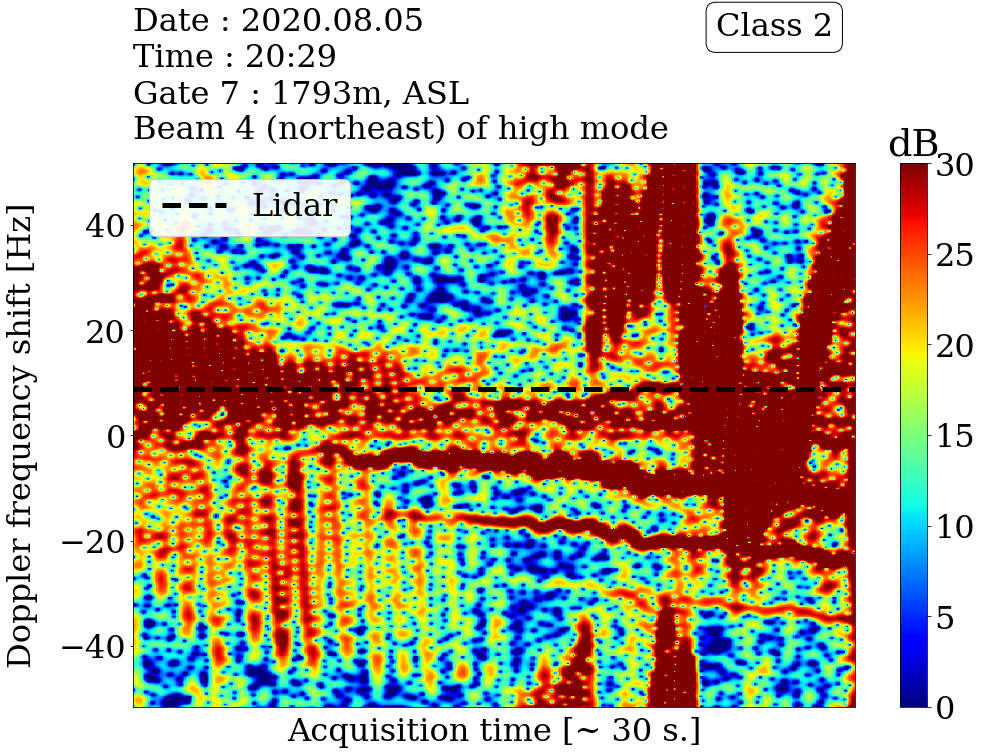 Date : 2020.08.05
Time : 20:29
Gate 7 : 1793m, ASL
Beam 4 (northeast) of high mode
Class 2
dB
Lidar
Doppler frequency shift [Hz]
40
20
0
−20
−40
30
25
20
15
10
5
0
Acquisition time [~ 30 s.]